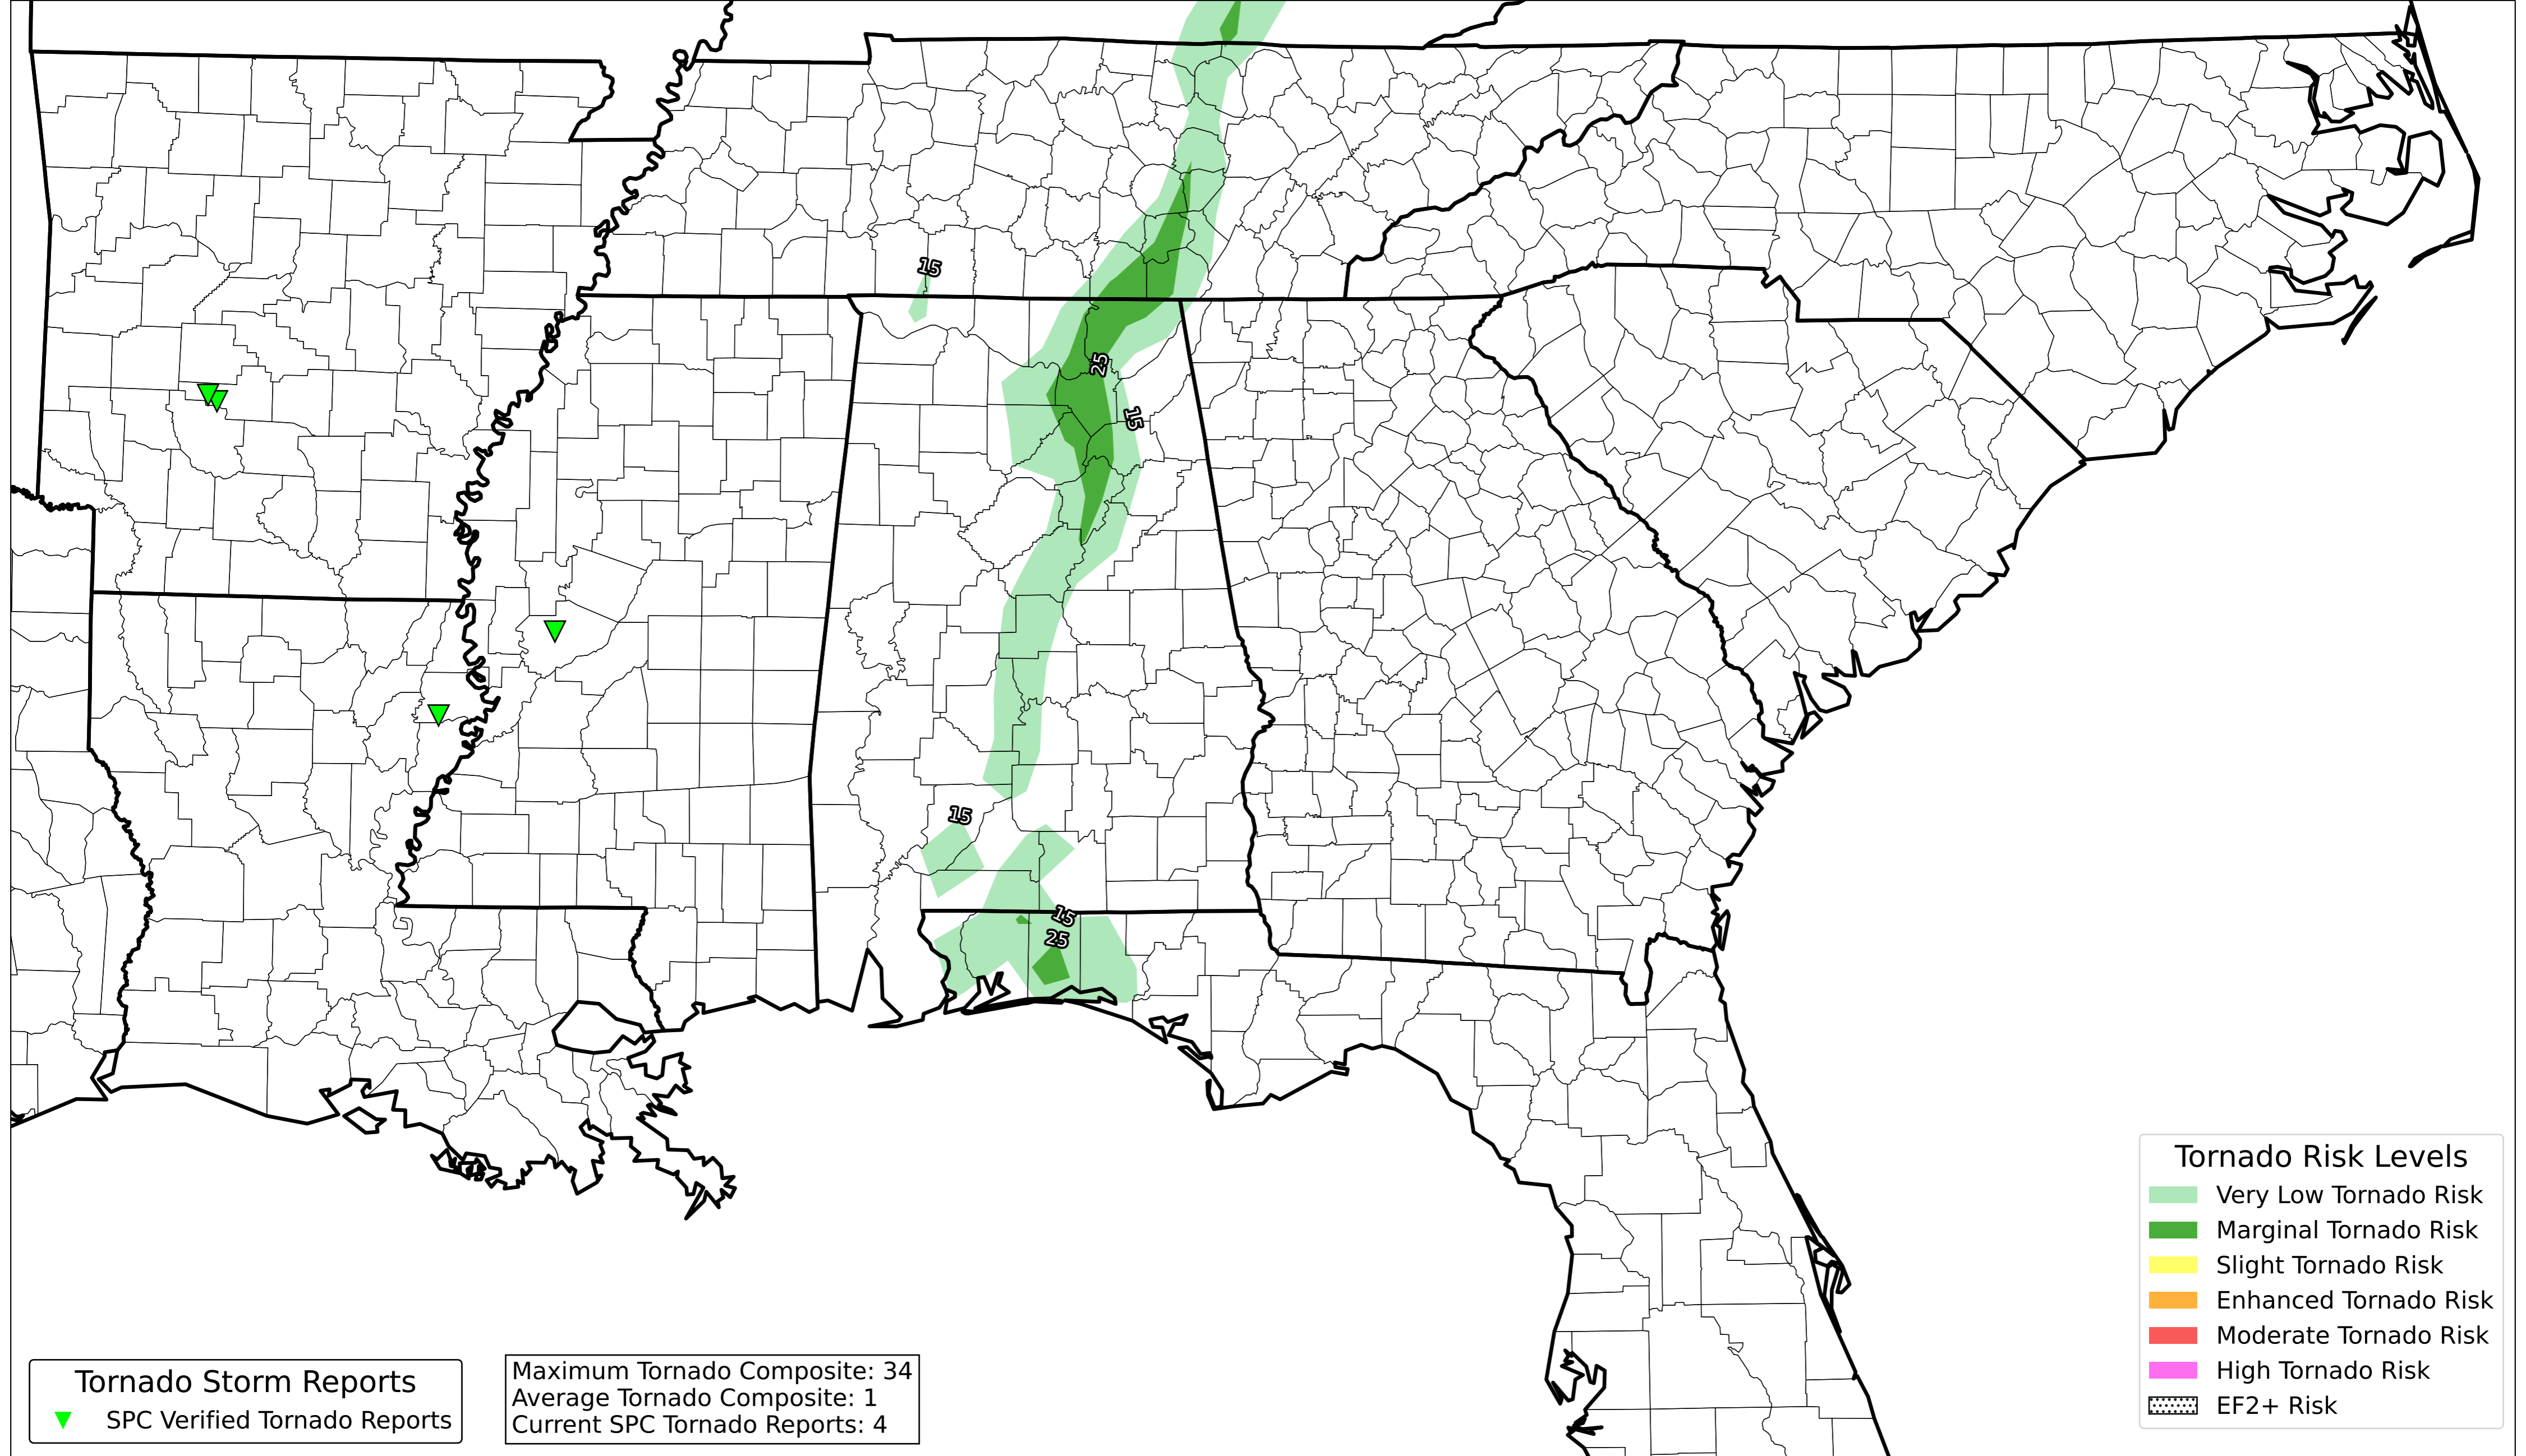 15
25
15
15
15
25
Tornado Risk Levels
Very Low Tornado Risk
Marginal Tornado Risk
Slight Tornado Risk
Enhanced Tornado Risk
Moderate Tornado Risk
High Tornado Risk
EF2+ Risk
Tornado Storm Reports
SPC Verified Tornado Reports
Maximum Tornado Composite: 34
Average Tornado Composite: 1
Current SPC Tornado Reports: 4